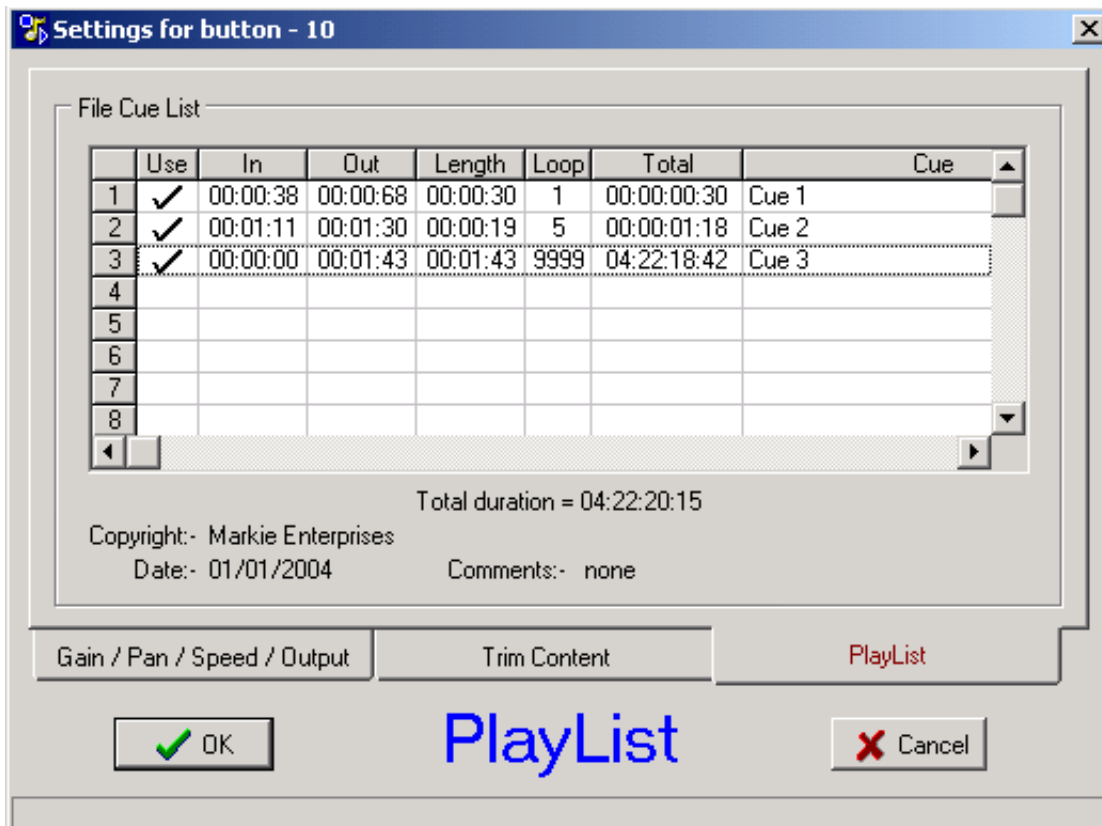 Settings for button - 10
File Cue List
Use In Out Length Loop Total Cue
1 00:00:38 00:00:68 00:00:30 1 00:00:00:30 Cue 1
2 00:01:11 00:01:30 00:00:19 5 00:00:01:18 Cue 2
3 00:00:00 00:01:43 00:01:43 9999 04:22:18:42 Cue 3
4
5
6
7
8
Total duration = 04:22:20:15
Copyright:- Markie Enterprises
Date:- 01/01/2004 Comments:- none
Gain / Pan / Speed / Output Trim Content PlayList
OK PlayList Cancel